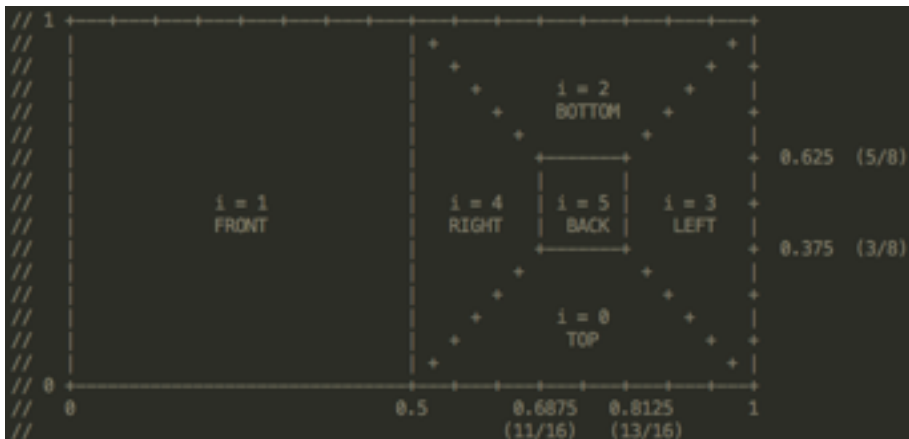 // 1 +---+---+---+---+---+---+---+---+---+---+---+---+---+---+---+---+
// | | + + |
// | | + + +
// | | + i = 2 + |
// | | + BOTTOM + +
// | | + + |
// | | +-------+ + 0.625 (5/8)
// | | | | |
// | i = 1 | i = 4 | i = 5 | i = 3 +
// | FRONT | RIGHT | BACK | LEFT |
// | | +-------+ + 0.375 (3/8)
// | | + + |
// | | + + +
// | | + i = 0 + |
// | | + TOP + +
// | | + + |
// 0 +-------------------------------+---+---+---+---+---+---+---+---+
// 0 0.5 0.6875 0.8125 1
// (11/16) (13/16)